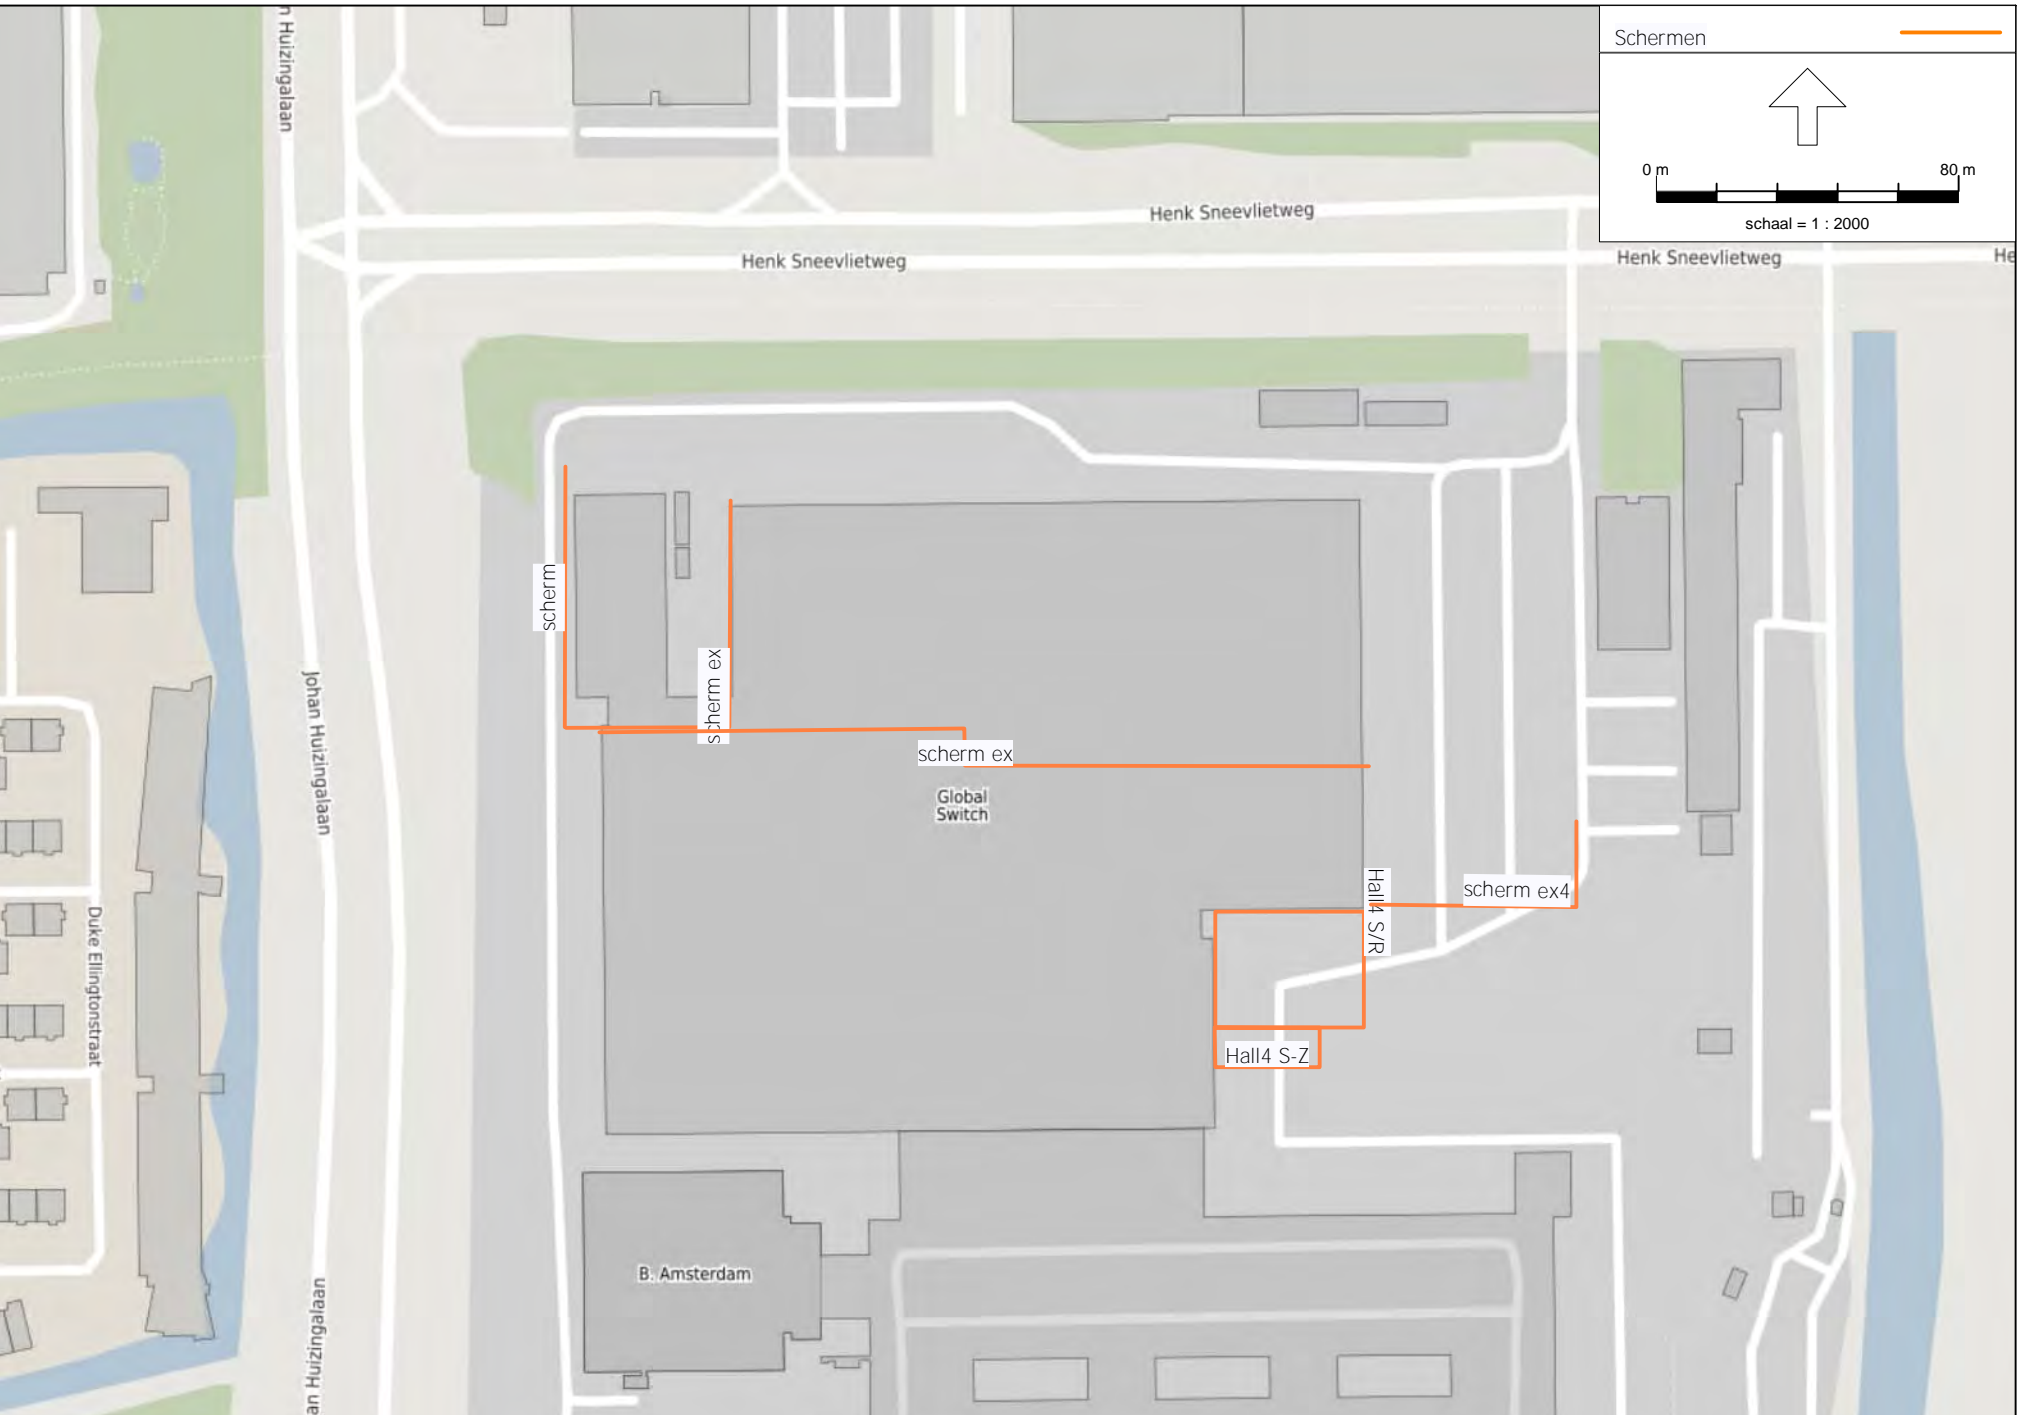 n Huizingalaan
Schermen
0 m
80 m
schaal = 1 : 2000
Henk Sneevlietweg
Henk Sneevlietweg
Henk Sneevlietweg
He
scherm
scherm ex
scherm ex
Global
Switch
Johan Huizingalaan
Hall4 S/R
scherm ex4
Duke Ellingtonstraat
Hall4 S-Z
B. Amsterdam
an Huizingalaan